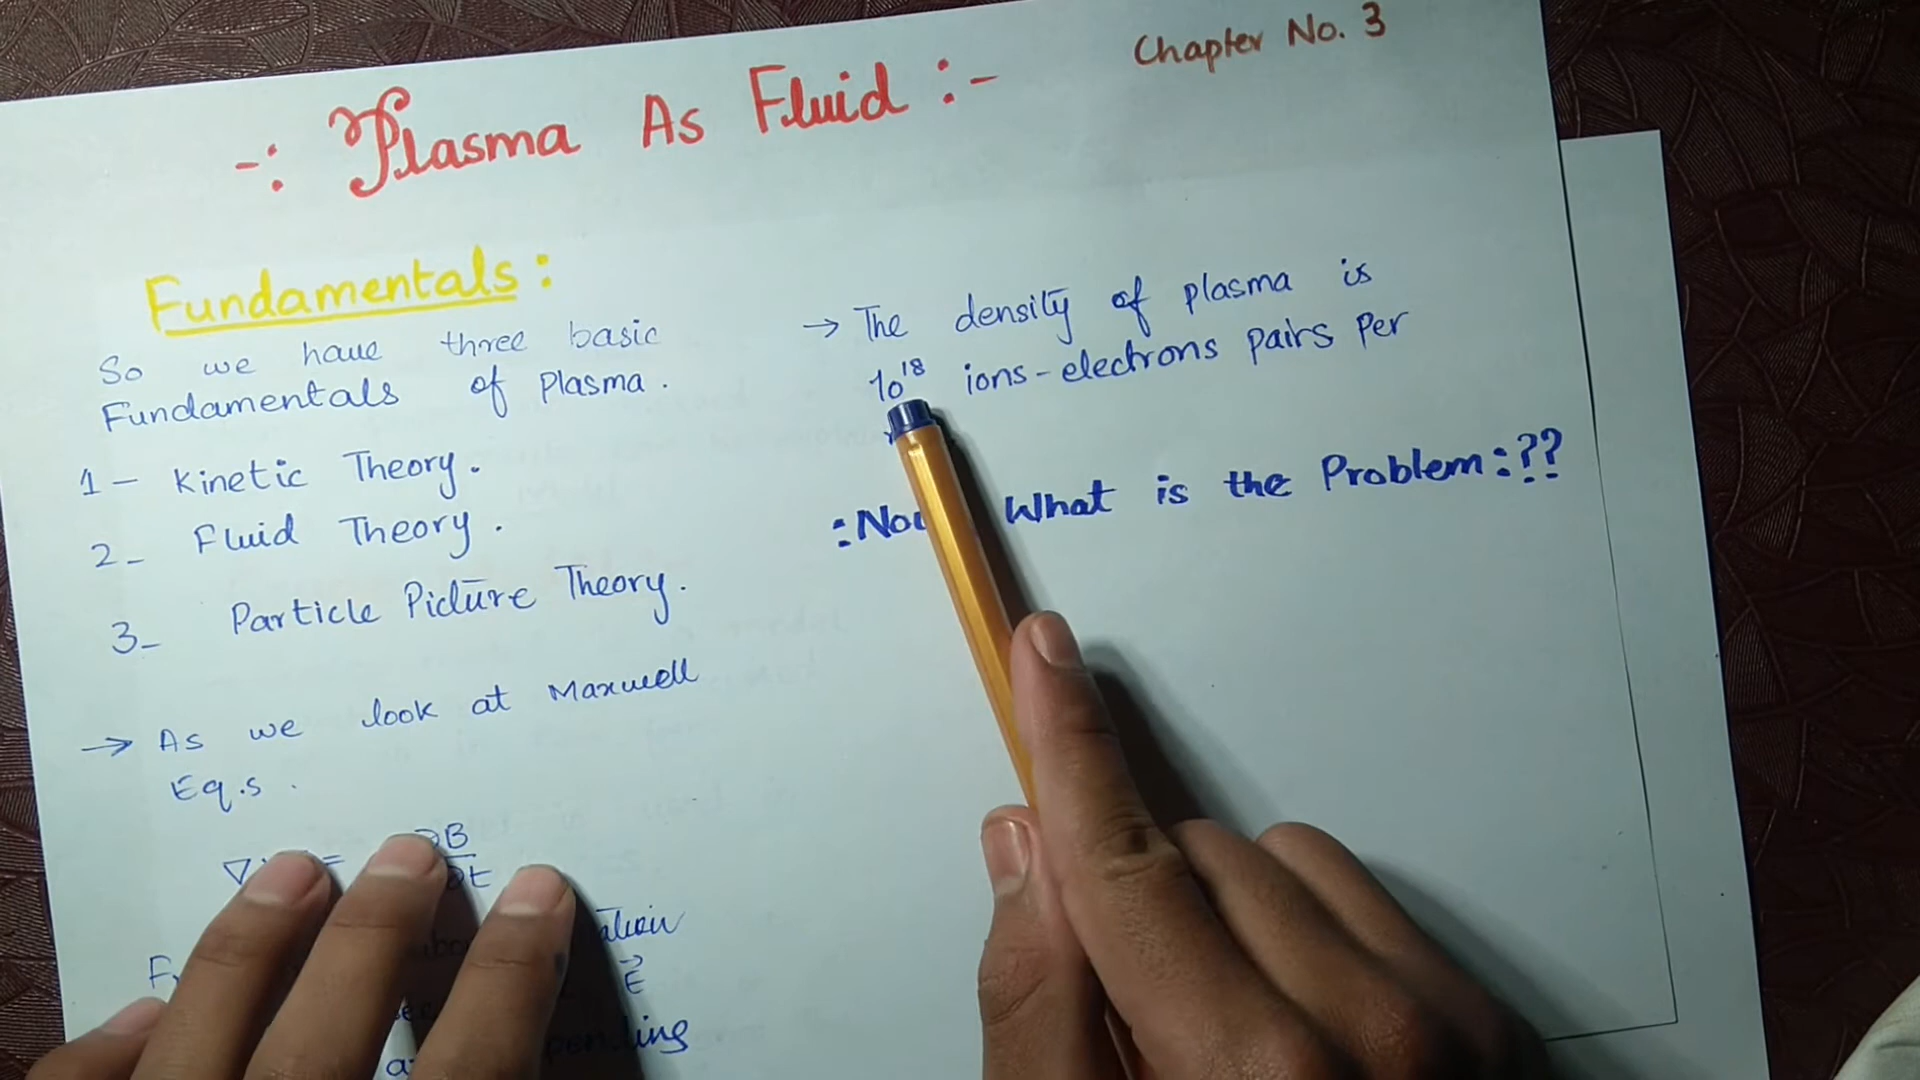 Chapter No. 3
-: Plasma As Fluid :-
Fundamentals:
So we have three basic
Fundamentals of plasma.
1- Kinetic Theory.
2- Fluid Theory.
3- Particle Picture Theory.
→ As we look at Maxwell
Eq.s.
∇ = ∂B
∂t
E⃗
→ The density of plasma is
10¹⁸ ions-electrons pairs per
: What is the Problem:??